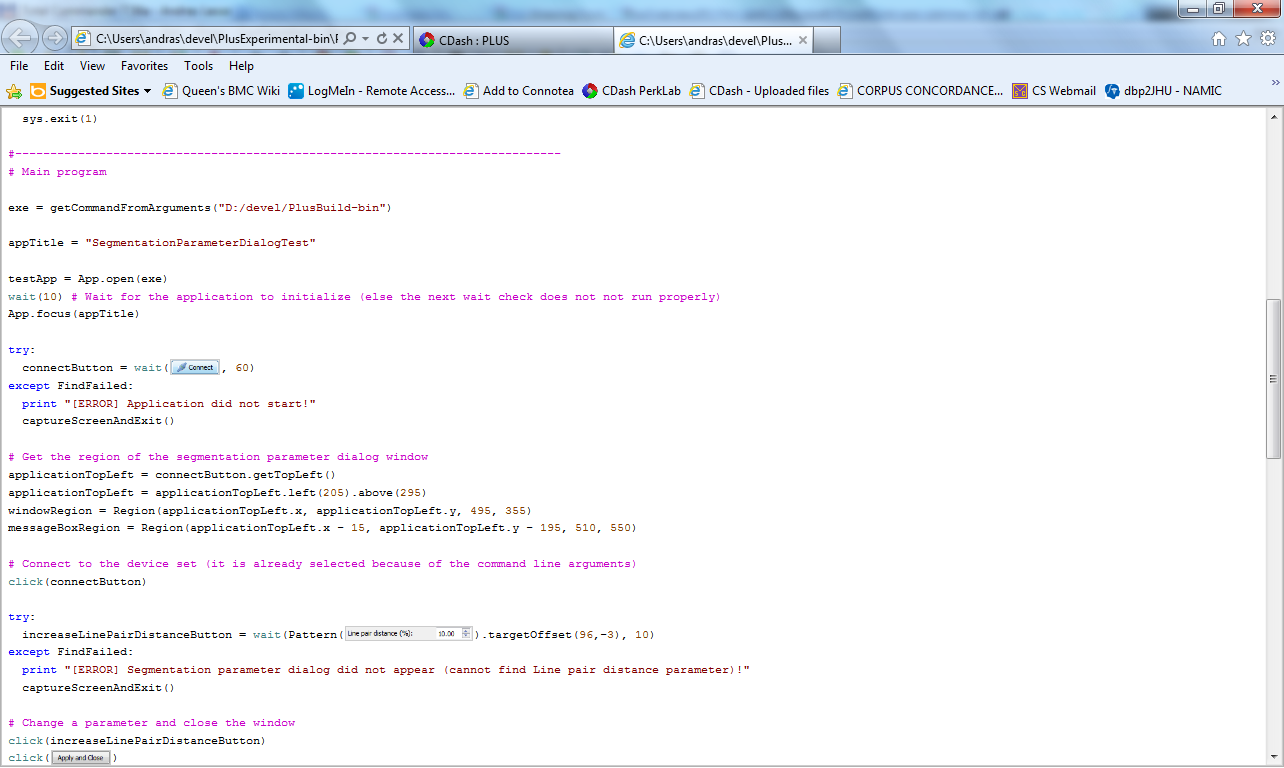 C:\Users\andras\devel\PlusExperimental-bin\F
CDash : PLUS
C:\Users\andras\devel\Plus...
File Edit View Favorites Tools Help
Suggested Sites Queen's BMC Wiki LogMeIn - Remote Access... Add to Connotea CDash PerkLab CDash - Uploaded files CORPUS CONCORDANCE... CS Webmail dbp2JHU - NAMIC »
sys.exit(1)
#------------------------------------------------------------------------------
# Main program
exe = getCommandFromArguments("D:/devel/PlusBuild-bin")
appTitle = "SegmentationParameterDialogTest"
testApp = App.open(exe)
wait(10) # Wait for the application to initialize (else the next wait check does not not run properly)
App.focus(appTitle)
try:
connectButton = wait( Connect , 60)
except FindFailed:
print "[ERROR] Application did not start!"
captureScreenAndExit()
# Get the region of the segmentation parameter dialog window
applicationTopLeft = connectButton.getTopLeft()
applicationTopLeft = applicationTopLeft.left(205).above(295)
windowRegion = Region(applicationTopLeft.x, applicationTopLeft.y, 495, 355)
messageBoxRegion = Region(applicationTopLeft.x - 15, applicationTopLeft.y - 195, 510, 550)
# Connect to the device set (it is already selected because of the command line arguments)
click(connectButton)
try:
increaseLinePairDistanceButton = wait(Pattern( Line pair distance (%): 10.00 ).targetOffset(96,-3), 10)
except FindFailed:
print "[ERROR] Segmentation parameter dialog did not appear (cannot find Line pair distance parameter)!"
captureScreenAndExit()
# Change a parameter and close the window
click(increaseLinePairDistanceButton)
click( Apply and Close )